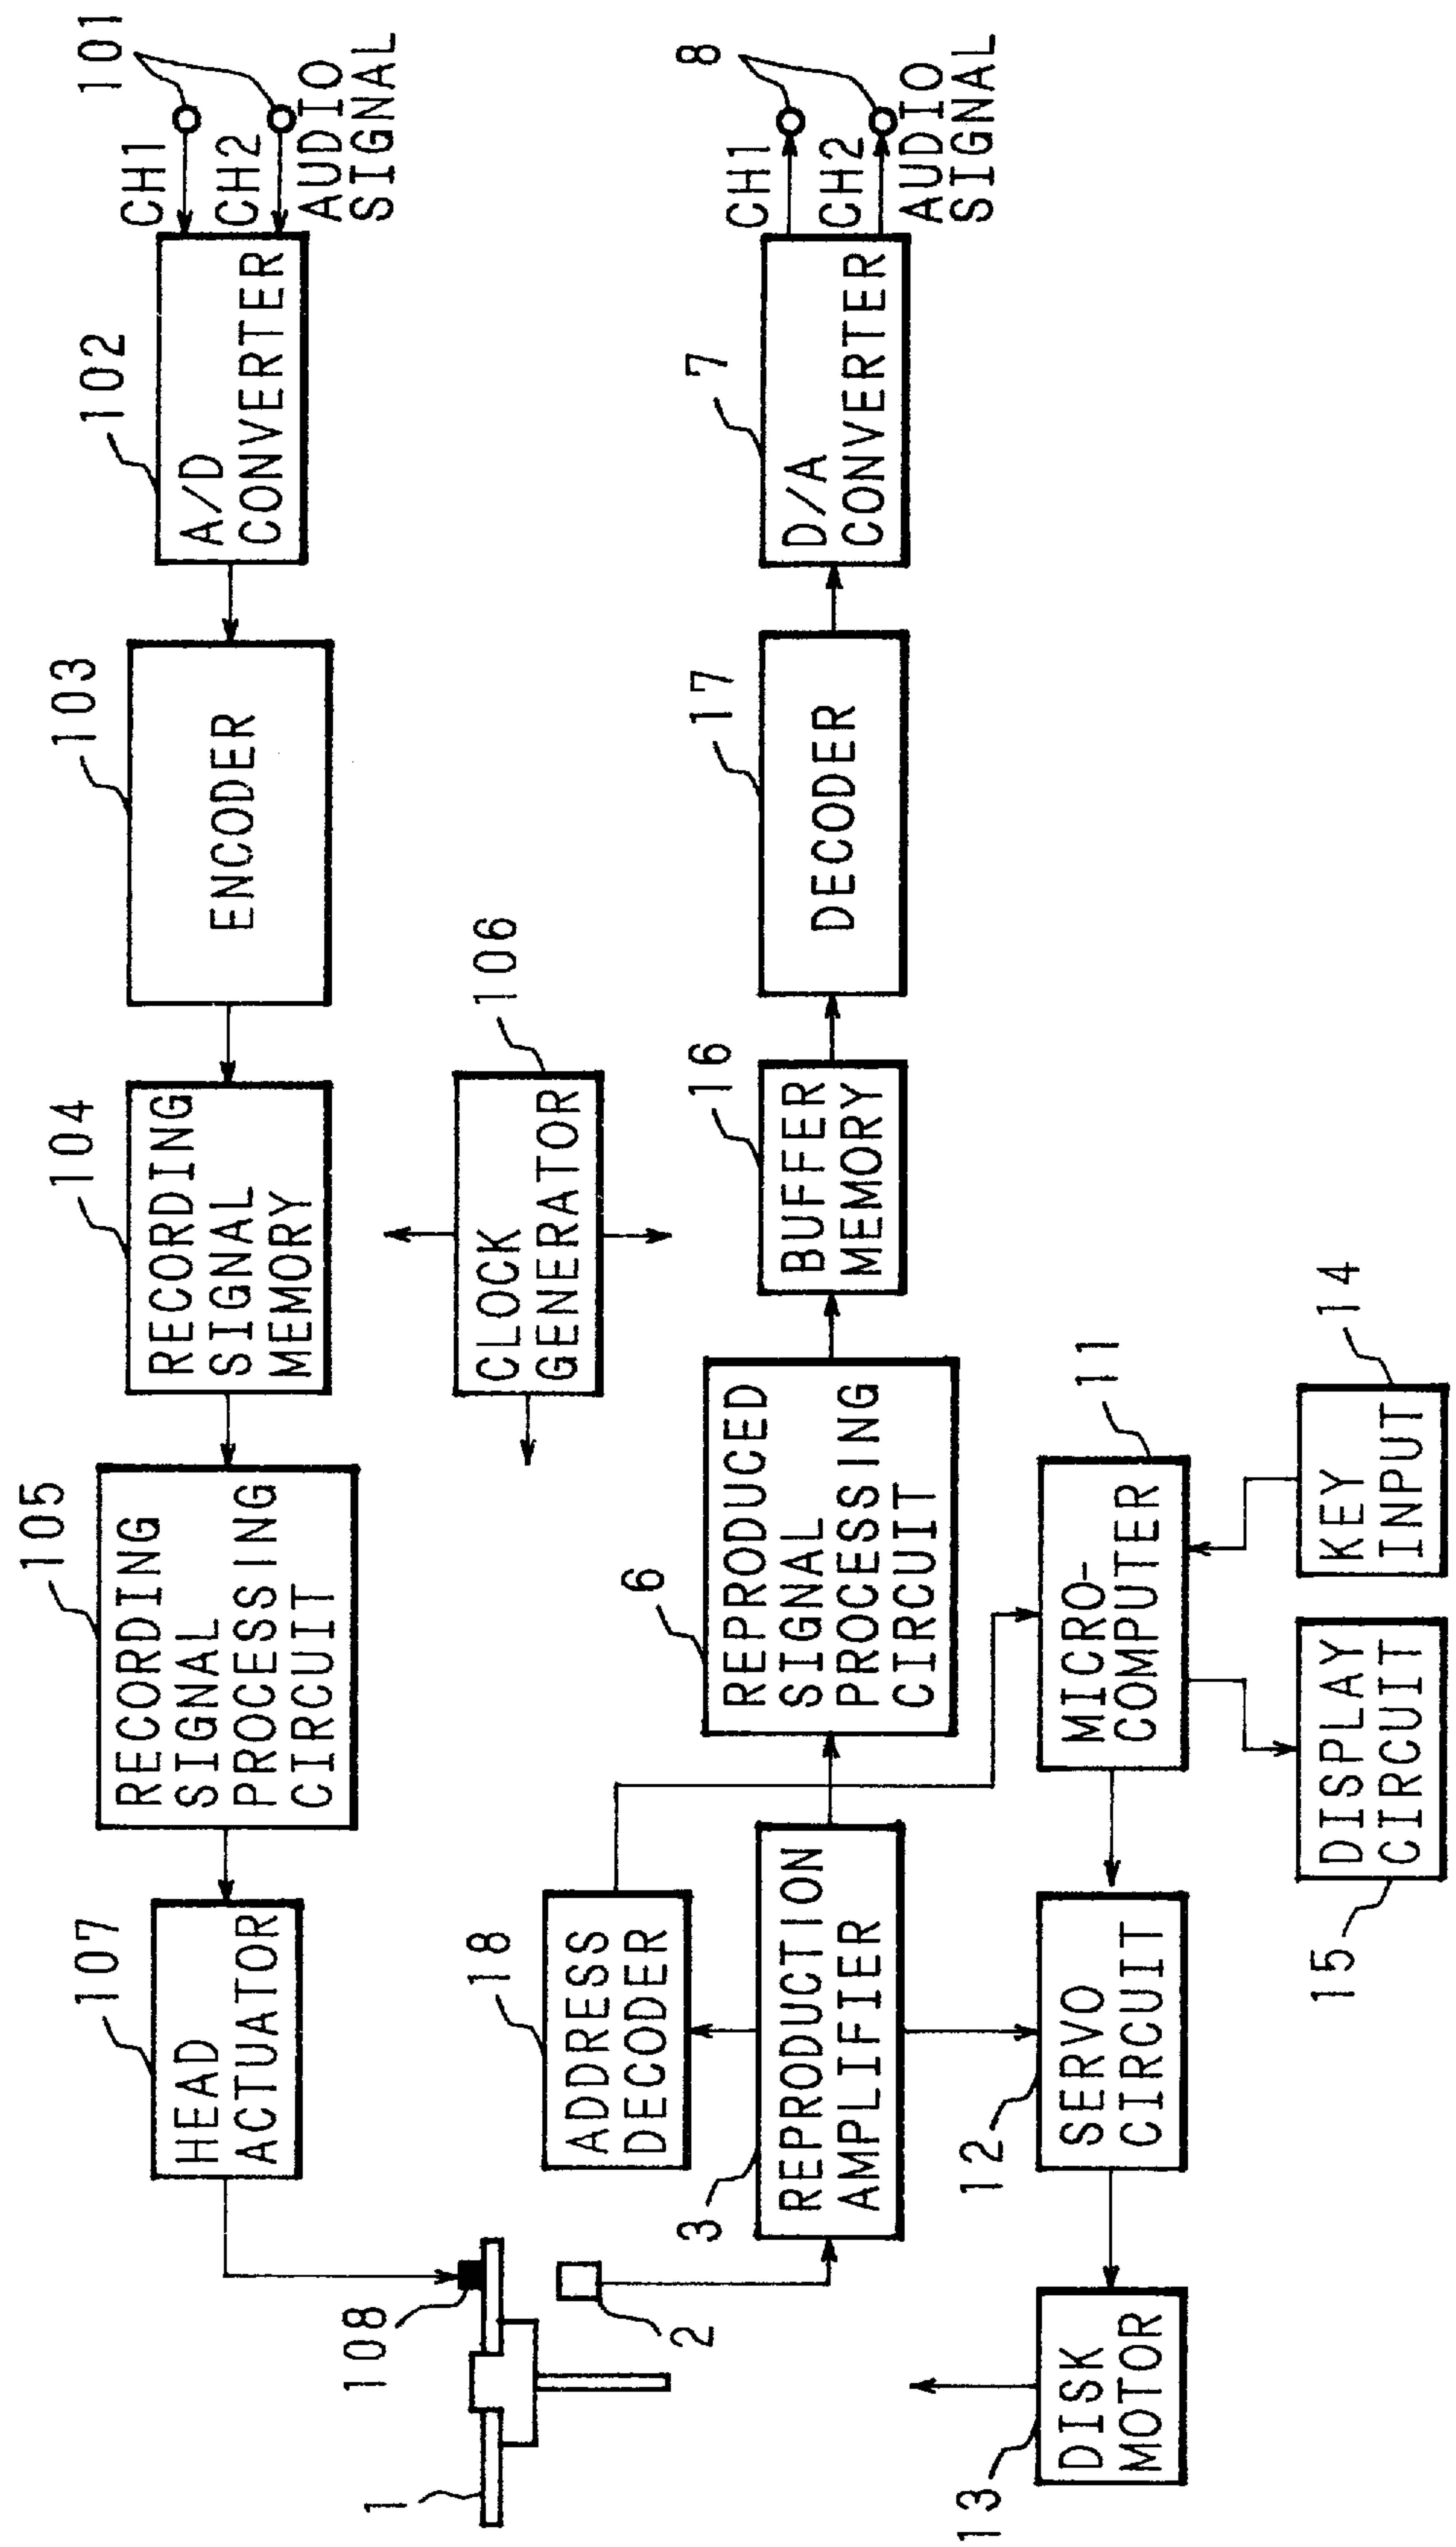 101
CH1
CH2
AUDIO
SIGNAL
102
A/D
CONVERTER
103
ENCODER
104
RECORDING
SIGNAL
MEMORY
105
RECORDING
SIGNAL
PROCESSING
CIRCUIT
107
HEAD
ACTUATOR
108
1
2
106
CLOCK
GENERATOR
18
ADDRESS
DECODER
3
REPRODUCTION
AMPLIFIER
6
REPRODUCED
SIGNAL
PROCESSING
CIRCUIT
16
BUFFER
MEMORY
17
DECODER
7
D/A
CONVERTER
8
CH1
CH2
AUDIO
SIGNAL
11
MICRO-
COMPUTER
12
SERVO
CIRCUIT
13
DISK
MOTOR
14
KEY
INPUT
15
DISPLAY
CIRCUIT